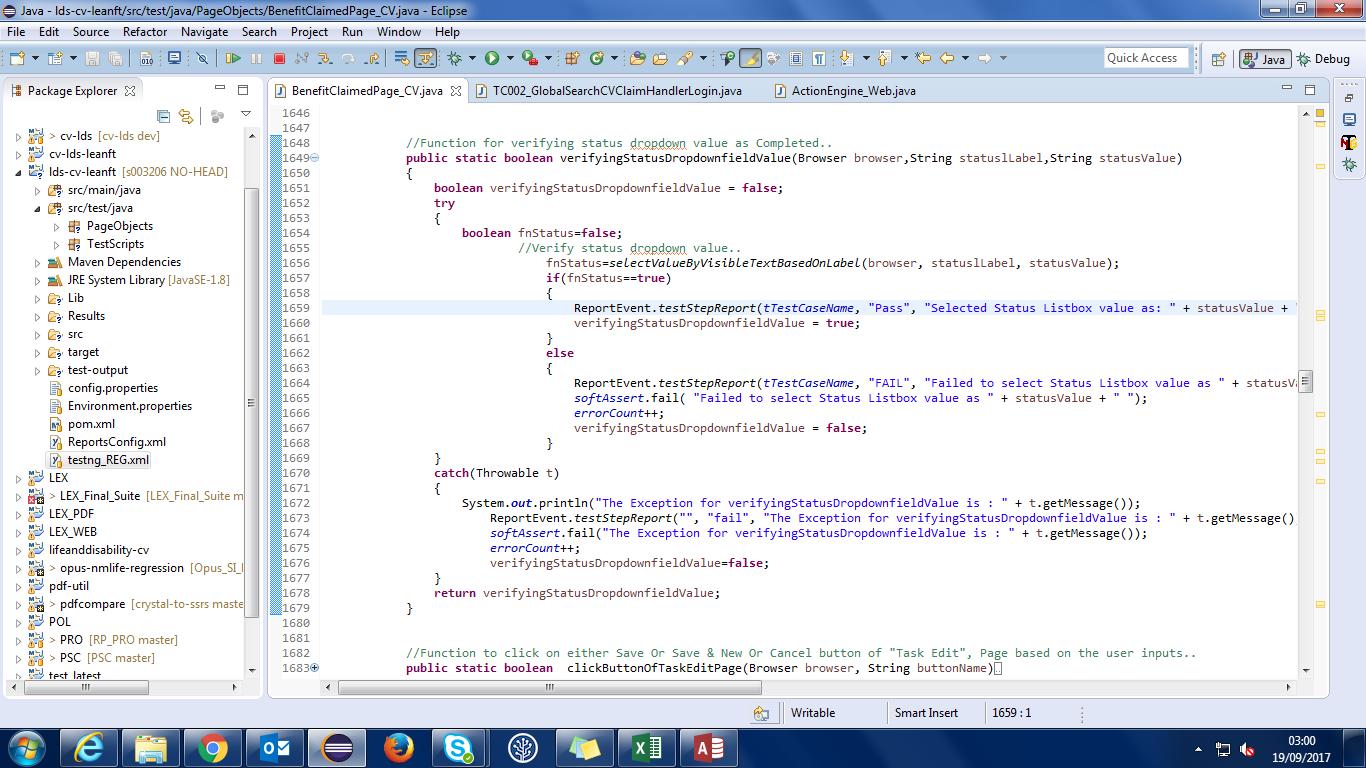 Java - lds-cv-leanft/src/test/java/PageObjects/BenefitClaimedPage_CV.java - Eclipse
File Edit Source Refactor Navigate Search Project Run Window Help
Quick Access Java Debug
Package Explorer
> cv-lds [cv-lds dev]
cv-lds-leanft
lds-cv-leanft [s003206 NO-HEAD]
src/main/java
src/test/java
PageObjects
TestScripts
Maven Dependencies
JRE System Library [JavaSE-1.8]
Lib
Results
src
target
test-output
config.properties
Environment.properties
pom.xml
ReportsConfig.xml
testng_REG.xml
LEX
> LEX_Final_Suite [LEX_Final_Suite m
LEX_PDF
LEX_WEB
lifeanddisability-cv
> opus-nmlife-regression [Opus_SI_I
pdf-util
> pdfcompare [crystal-to-ssrs maste
POL
> PRO [RP_PRO master]
> PSC [PSC master]
test_latest
BenefitClaimedPage_CV.java TC002_GlobalSearchCVClaimHandlerLogin.java ActionEngine_Web.java
1646
1647
1648 //Function for verifying status dropdown value as Completed..
1649 public static boolean verifyingStatusDropdownfieldValue(Browser browser,String statuslLabel,String statusValue)
1650 {
1651 boolean verifyingStatusDropdownfieldValue = false;
1652 try
1653 {
1654 boolean fnStatus=false;
1655 //Verify status dropdown value..
1656 fnStatus=selectValueByVisibleTextBasedOnLabel(browser, statuslLabel, statusValue);
1657 if(fnStatus==true)
1658 {
1659 ReportEvent.testStepReport(tTestCaseName, "Pass", "Selected Status Listbox value as: " + statusValue + "
1660 verifyingStatusDropdownfieldValue = true;
1661 }
1662 else
1663 {
1664 ReportEvent.testStepReport(tTestCaseName, "FAIL", "Failed to select Status Listbox value as " + statusVa
1665 softAssert.fail( "Failed to select Status Listbox value as " + statusValue + " ");
1666 errorCount++;
1667 verifyingStatusDropdownfieldValue = false;
1668 }
1669 }
1670 catch(Throwable t)
1671 {
1672 System.out.println("The Exception for verifyingStatusDropdownfieldValue is : " + t.getMessage());
1673 ReportEvent.testStepReport("", "fail", "The Exception for verifyingStatusDropdownfieldValue is : " + t.getMessage()
1674 softAssert.fail("The Exception for verifyingStatusDropdownfieldValue is : " + t.getMessage());
1675 errorCount++;
1676 verifyingStatusDropdownfieldValue=false;
1677 }
1678 return verifyingStatusDropdownfieldValue;
1679 }
1680
1681
1682 //Function to click on either Save Or Save & New Or Cancel button of "Task Edit", Page based on the user inputs..
1683 public static boolean clickButtonOfTaskEditPage(Browser browser, String buttonName)
Writable Smart Insert 1659 : 1
03:00
19/09/2017